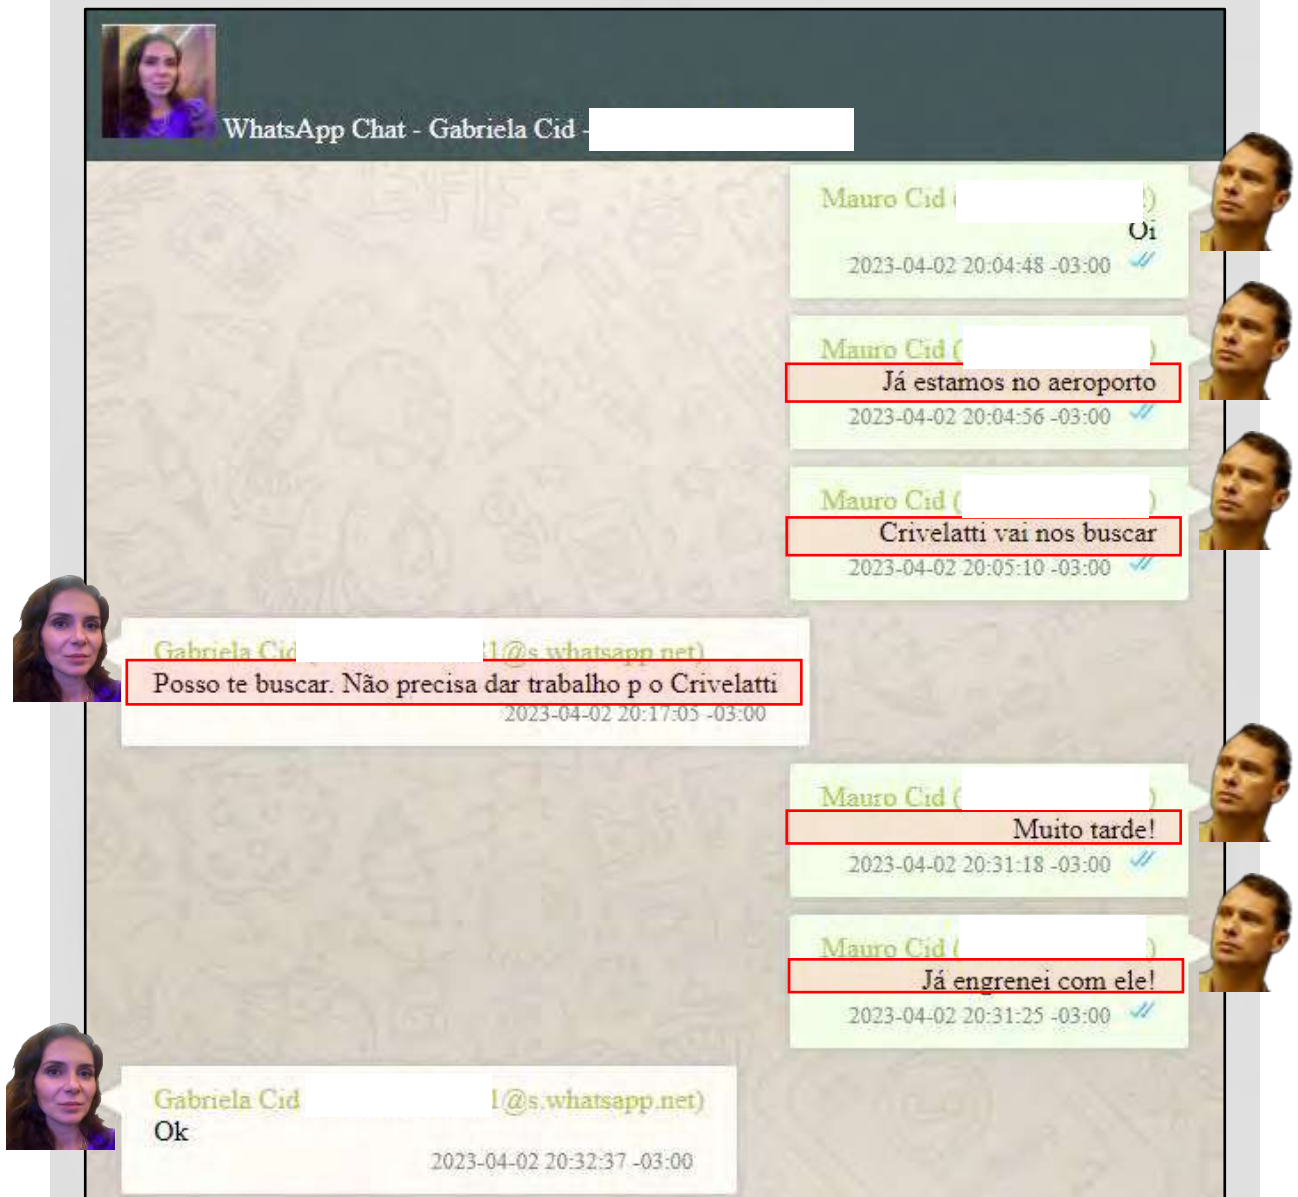 WhatsApp Chat - Gabriela Cid -
Mauro Cid (
Oi
2023-04-02 20:04:48 -03:00
Mauro Cid ( )
Já estamos no aeroporto
2023-04-02 20:04:56 -03:00
Mauro Cid ( )
Crivelatti vai nos buscar
2023-04-02 20:05:10 -03:00
Gabriela Cid 1@s.whatsapp.net)
Posso te buscar. Não precisa dar trabalho p o Crivelatti
2023-04-02 20:17:05 -03:00
Mauro Cid ( )
Muito tarde!
2023-04-02 20:31:18 -03:00
Mauro Cid ( )
Já engrenei com ele!
2023-04-02 20:31:25 -03:00
Gabriela Cid 1@s.whatsapp.net)
Ok
2023-04-02 20:32:37 -03:00